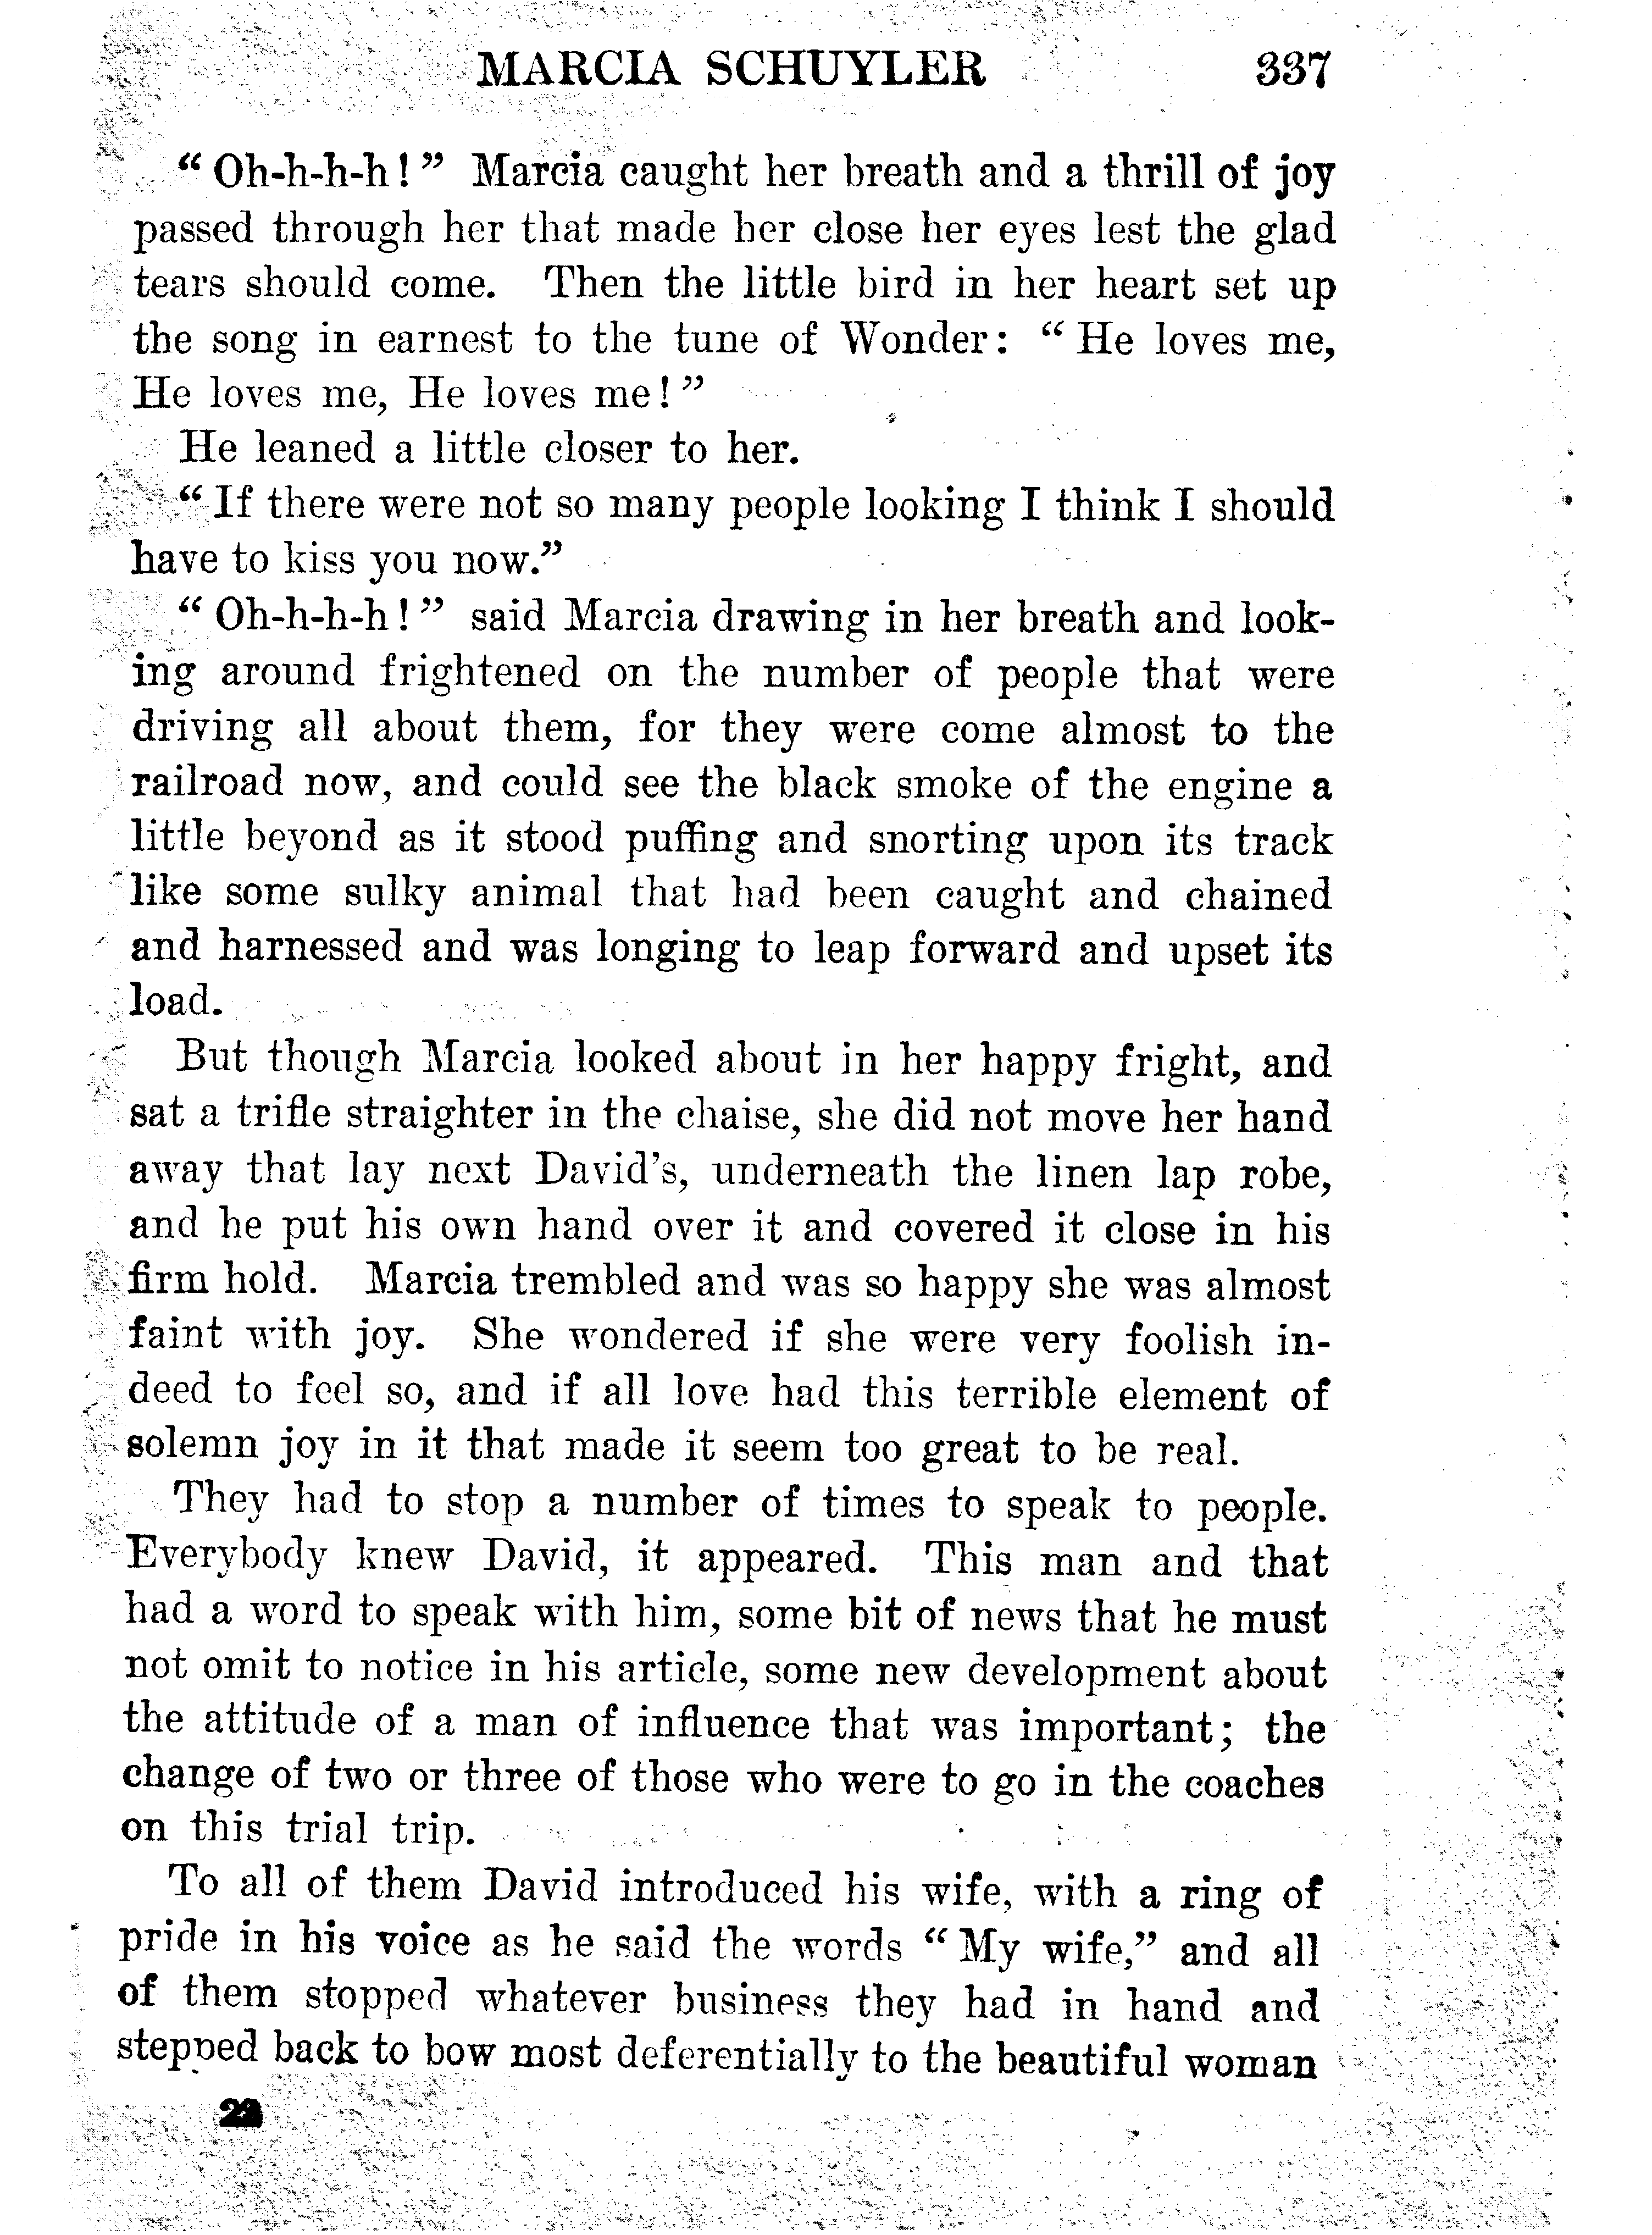 MARCIA SCHUYLER 337
“ Oh-h-h-h ! ” Marcia caught her breath and a thrill of joy
passed through her that made her close her eyes lest the glad
tears should come. Then the little bird in her heart set up
the song in earnest to the tune of Wonder: “ He loves me,
He loves me, He loves me! ”
He leaned a little closer to her.
“ If there were not so many people looking I think I should
have to kiss you now.”
“ Oh-h-h-h ! ” said Marcia drawing in her breath and look-
ing around frightened on the number of people that were
driving all about them, for they were come almost to the
railroad now, and could see the black smoke of the engine a
little beyond as it stood puffing and snorting upon its track
like some sulky animal that had been caught and chained
and harnessed and was longing to leap forward and upset its
load.
But though Marcia looked about in her happy fright, and
sat a trifle straighter in the chaise, she did not move her hand
away that lay next David’s, underneath the linen lap robe,
and he put his own hand over it and covered it close in his
firm hold. Marcia trembled and was so happy she was almost
faint with joy. She wondered if she were very foolish in-
deed to feel so, and if all love had this terrible element of
solemn joy in it that made it seem too great to be real.
They had to stop a number of times to speak to people.
Everybody knew David, it appeared. This man and that
had a word to speak with him, some bit of news that he must
not omit to notice in his article, some new development about
the attitude of a man of influence that was important; the
change of two or three of those who were to go in the coaches
on this trial trip.
To all of them David introduced his wife, with a ring of
pride in his voice as he said the words “ My wife,” and all
of them stopped whatever business they had in hand and
stepped back to bow most deferentially to the beautiful woman
22